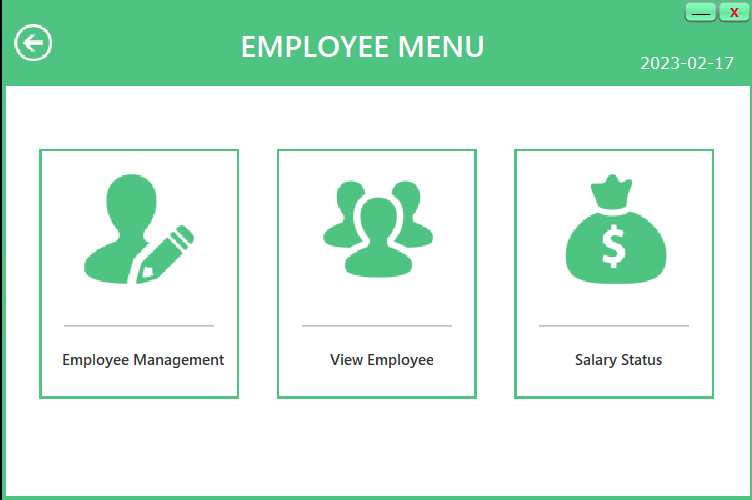 X
EMPLOYEE MENU
2023-02-17
$
Employee Management
View Employee
Salary Status